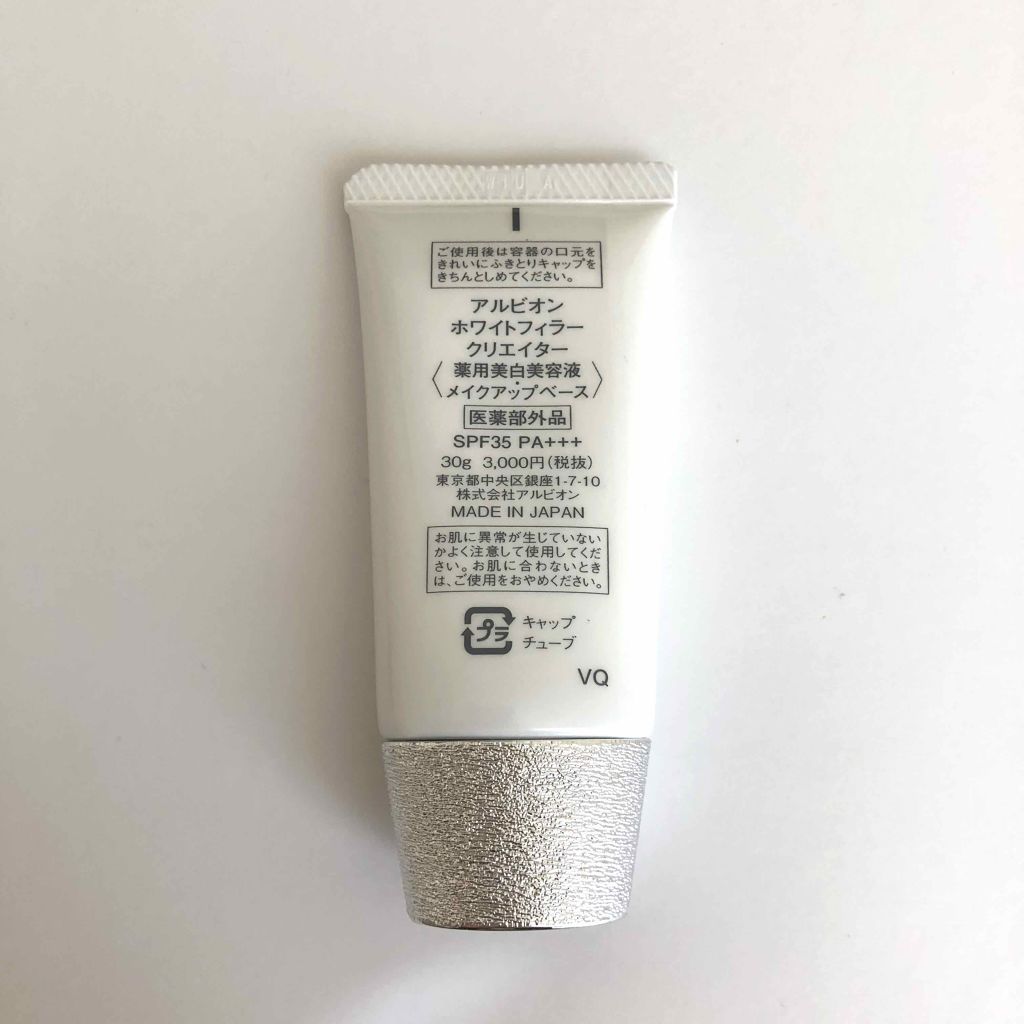 ご使用後は容器の口元を
きれいにふきとりキャップを
きちんとしめてください。
アルビオン
ホワイトフィラー
クリエイター
〈薬用美白美容液・メイクアップベース〉
医薬部外品
SPF35 PA+++
30g 3,000円(税抜)
東京都中央区銀座1-7-10
株式会社アルビオン
MADE IN JAPAN
お肌に異常が生じていない
かよく注意して使用してくだ
さい。お肌に合わないとき
は、ご使用をおやめください。
プラ
キャップ
チューブ
VQ